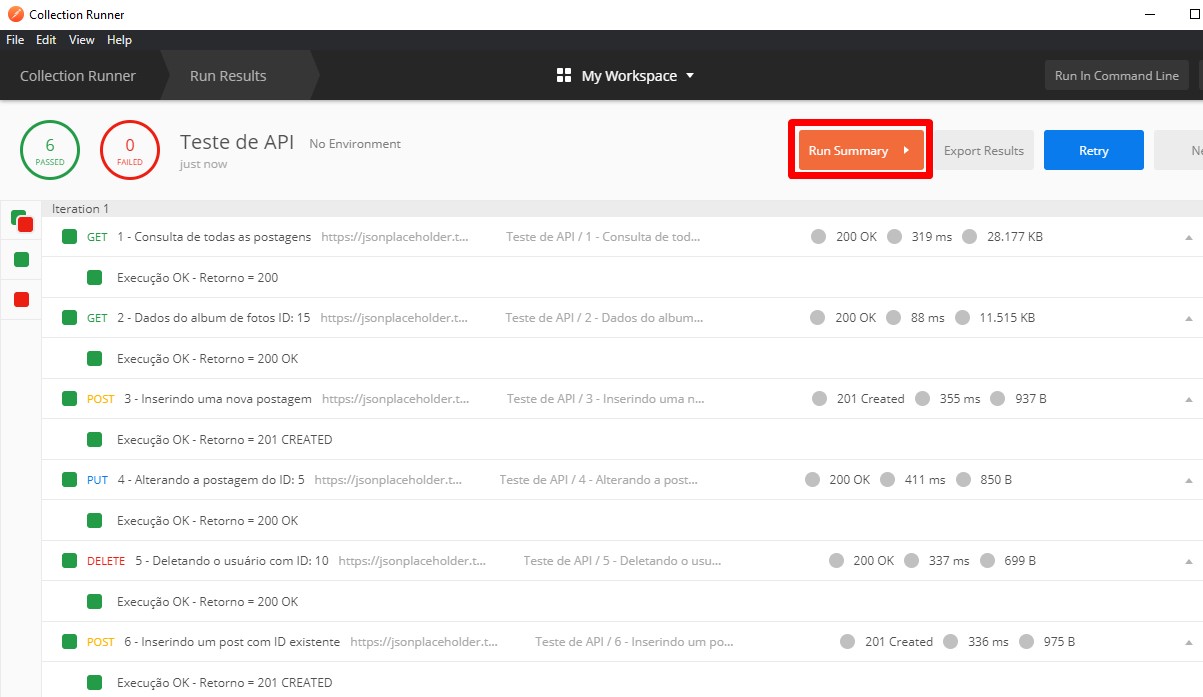 Collection Runner
File Edit View Help
Collection Runner Run Results My Workspace Run In Command Line
6 PASSED
0 FAILED
Teste de API No Environment
just now
Run Summary Export Results Retry Ne
Iteration 1
GET 1 - Consulta de todas as postagens https://jsonplaceholder.t... Teste de API / 1 - Consulta de tod... 200 OK 319 ms 28.177 KB
Execução OK - Retorno = 200
GET 2 - Dados do album de fotos ID: 15 https://jsonplaceholder.t... Teste de API / 2 - Dados do album... 200 OK 88 ms 11.515 KB
Execução OK - Retorno = 200 OK
POST 3 - Inserindo uma nova postagem https://jsonplaceholder.t... Teste de API / 3 - Inserindo uma n... 201 Created 355 ms 937 B
Execução OK - Retorno = 201 CREATED
PUT 4 - Alterando a postagem do ID: 5 https://jsonplaceholder.t... Teste de API / 4 - Alterando a post... 200 OK 411 ms 850 B
Execução OK - Retorno = 200 OK
DELETE 5 - Deletando o usuário com ID: 10 https://jsonplaceholder.t... Teste de API / 5 - Deletando o usu... 200 OK 337 ms 699 B
Execução OK - Retorno = 200 OK
POST 6 - Inserindo um post com ID existente https://jsonplaceholder.t... Teste de API / 6 - Inserindo um po... 201 Created 336 ms 975 B
Execução OK - Retorno = 201 CREATED